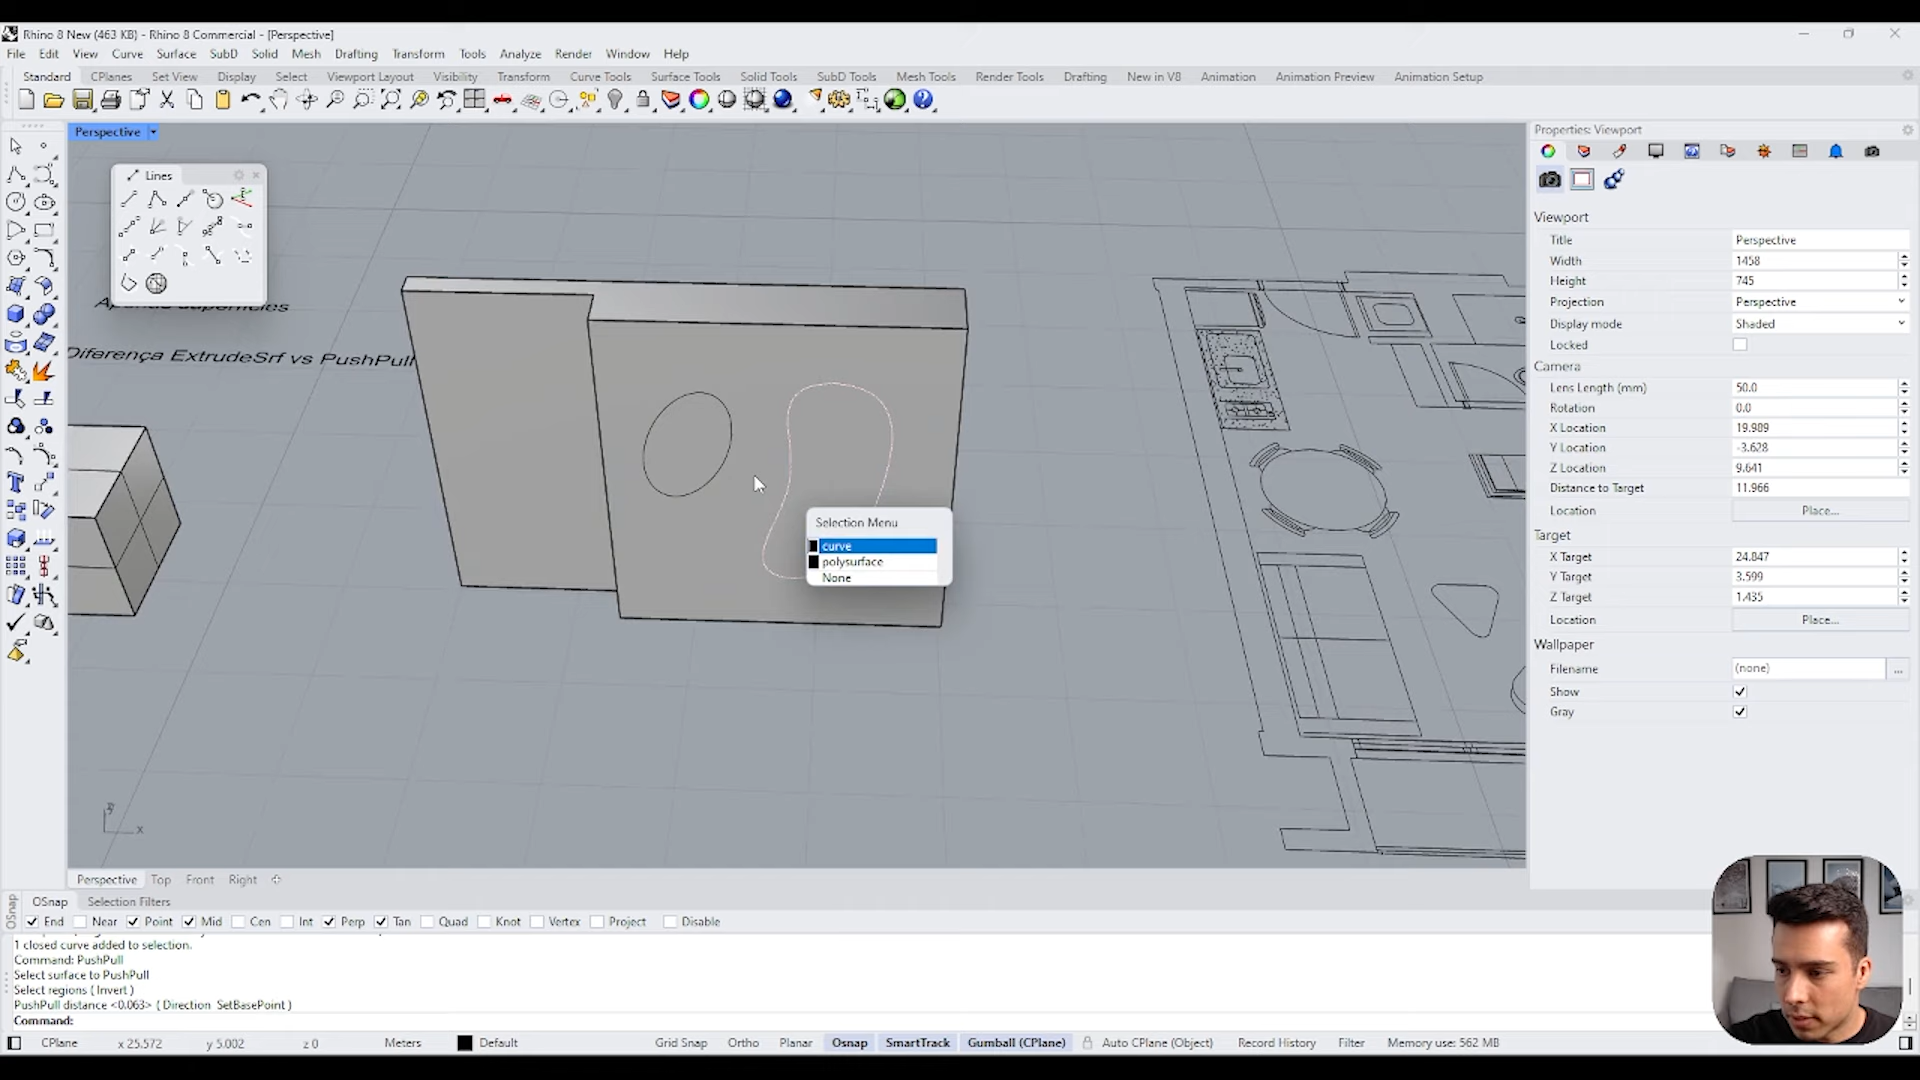 Rhino 8 New (463 KB) - Rhino 8 Commercial - [Perspective]
File Edit View Curve Surface SubD Solid Mesh Drafting Transform Tools Analyze Render Window Help
Standard CPlanes Set View Display Select Viewport Layout Visibility Transform Curve Tools Surface Tools Solid Tools SubD Tools Mesh Tools Render Tools Drafting New in V8 Animation Animation Preview Animation Setup
Perspective
Properties: Viewport
Lines
Diferença ExtrudeSrf vs PushPull
Viewport
Title Perspective
Width 1458
Height 745
Projection Perspective
Display mode Shaded
Locked
Camera
Lens Length (mm) 50.0
Rotation 0.0
X Location 19.989
Y Location -3.628
Z Location 9.641
Distance to Target 11.966
Location Place...
Target
X Target 24.847
Y Target 3.599
Z Target 1.435
Location Place...
Wallpaper
Filename (none) ...
Show
Gray
Selection Menu
curve
polysurface
None
y
x
Perspective Top Front Right
OSnap Selection Filters
OSnap
End Near Point Mid Cen Int Perp Tan Quad Knot Vertex Project Disable
1 closed curve added to selection.
Command: PushPull
Select surface to PushPull
Select regions ( Invert )
PushPull distance <0.063> ( Direction SetBasePoint )
Command:
CPlane x 25.572 y 5.002 z 0 Meters Default Grid Snap Ortho Planar Osnap SmartTrack Gumball (CPlane) Auto CPlane (Object) Record History Filter Memory use: 562 MB